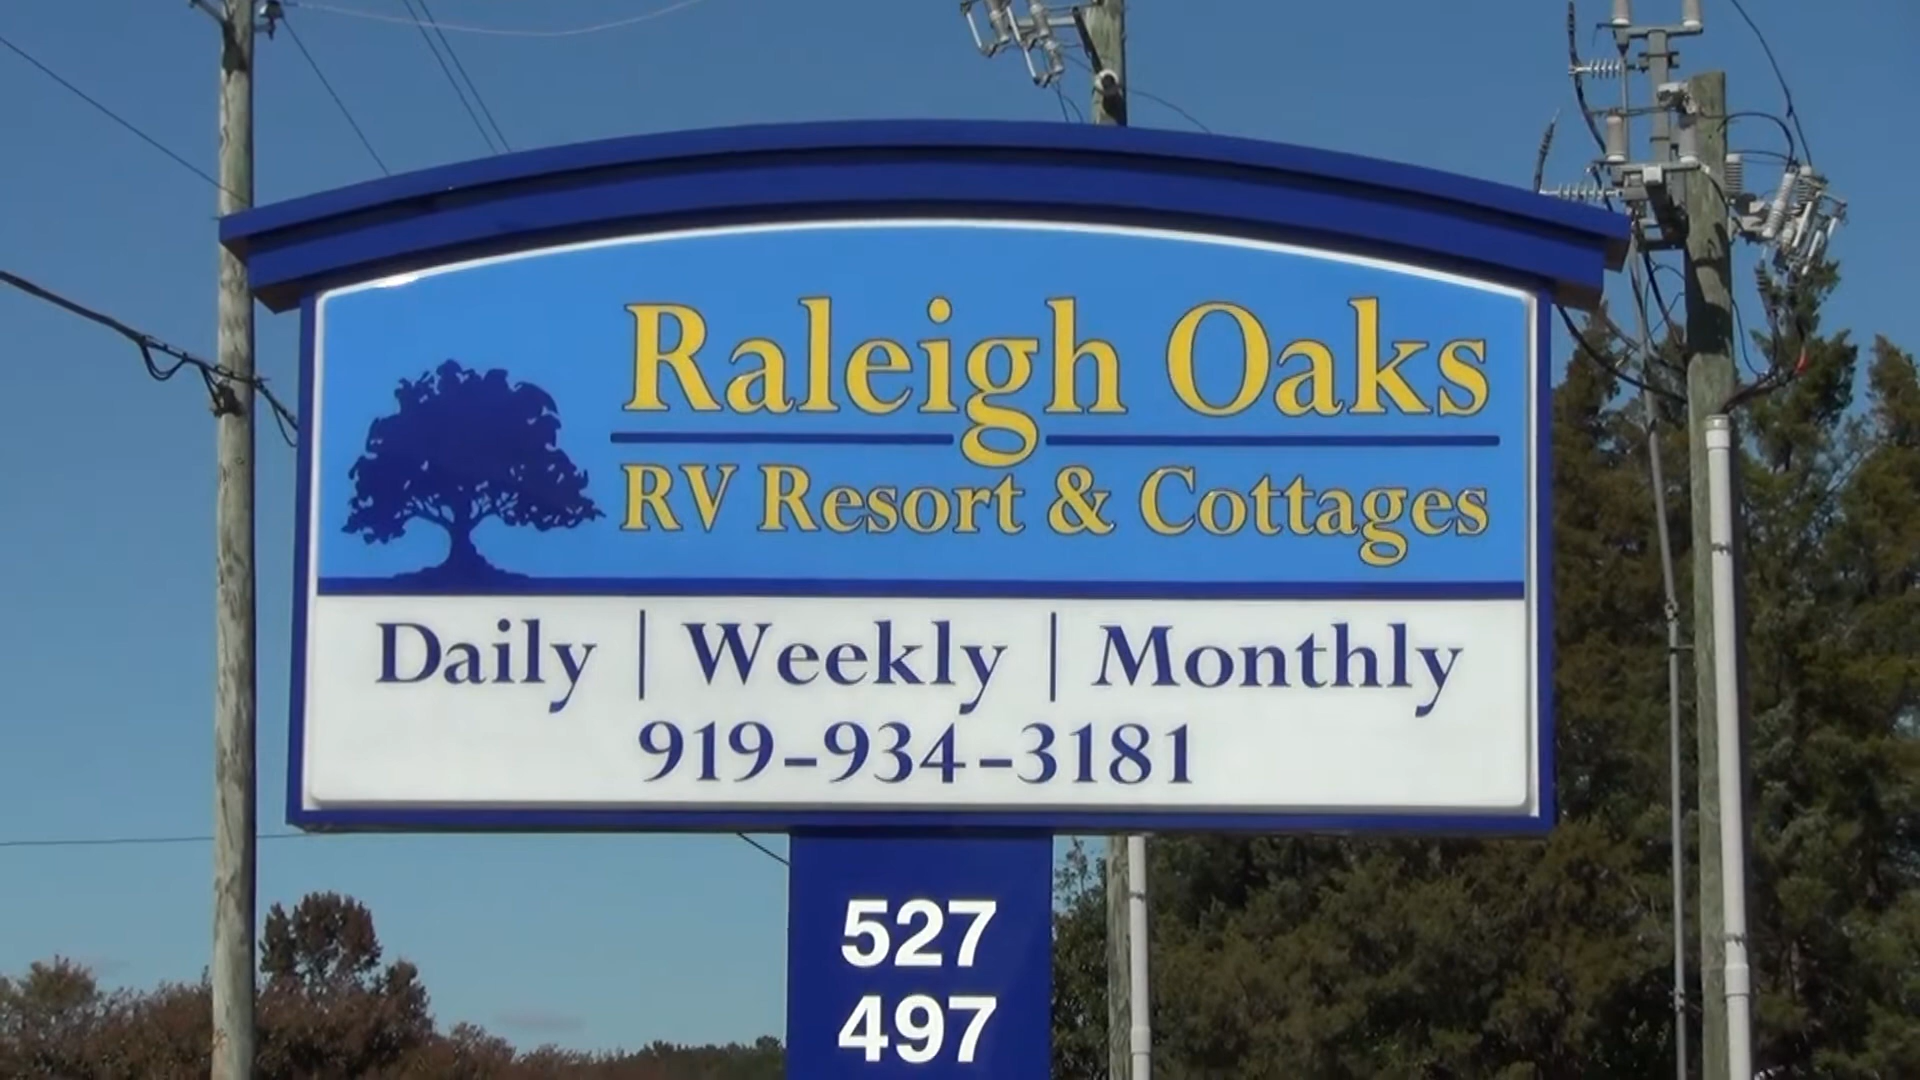 Raleigh Oaks
RV Resort & Cottages
Daily | Weekly | Monthly
919-934-3181
527
497